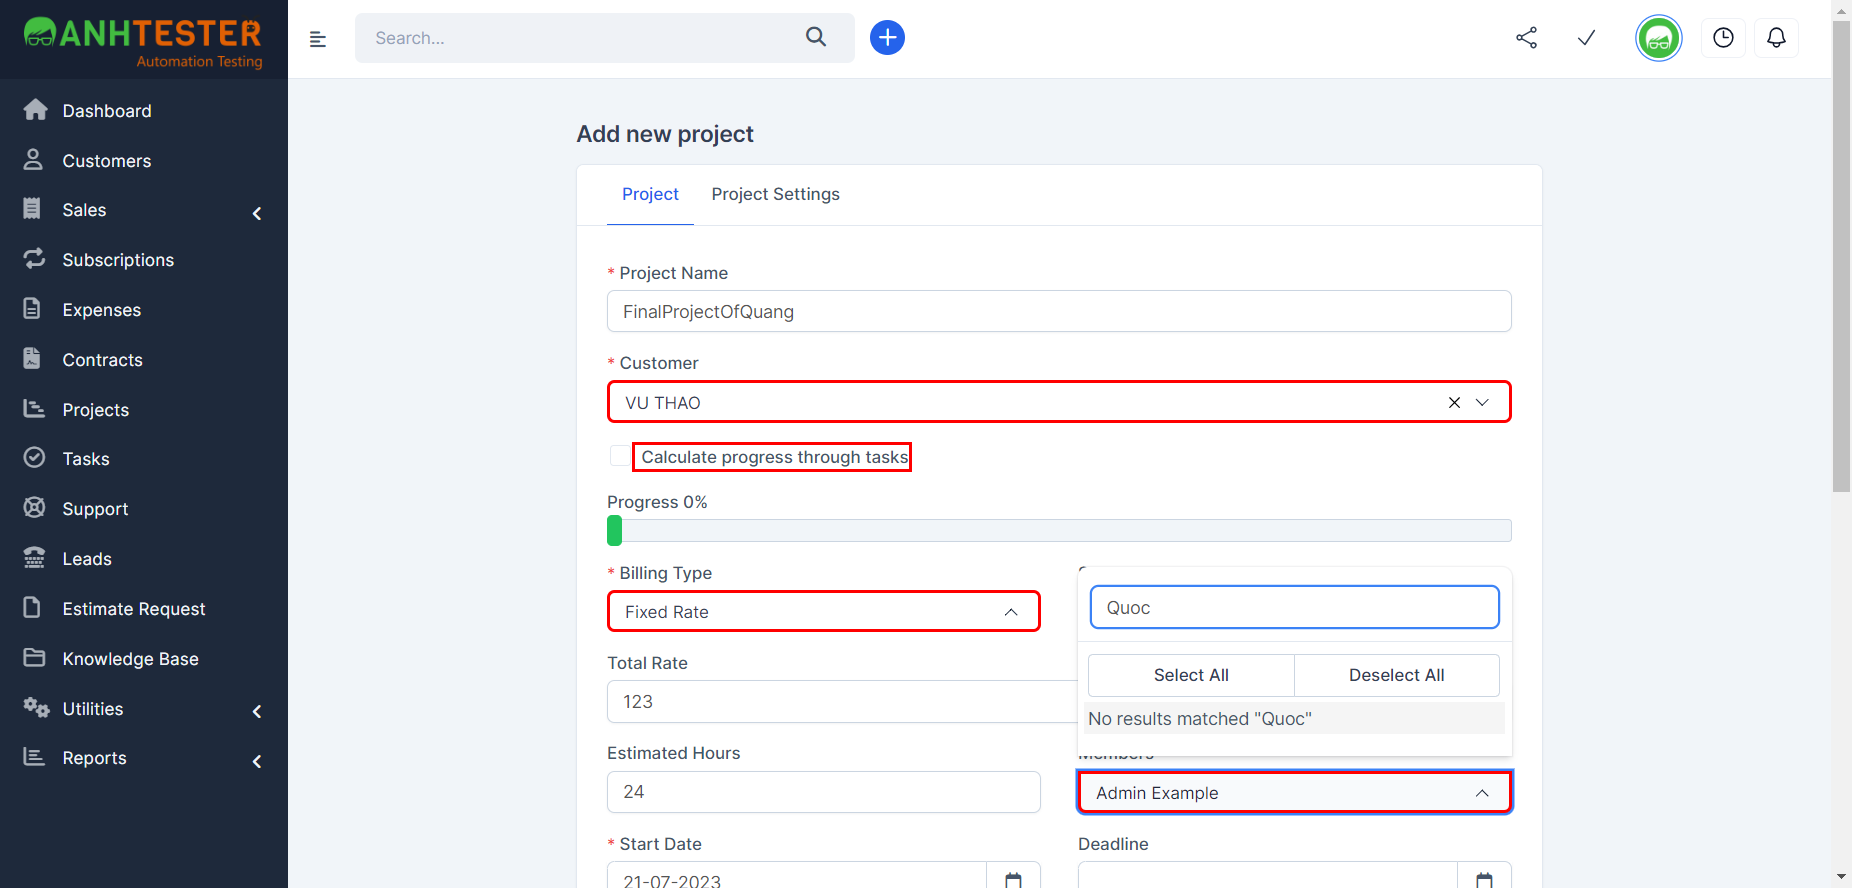 ANHTESTER
Automation Testing
Search...
Dashboard
Customers
Sales
Subscriptions
Expenses
Contracts
Projects
Tasks
Support
Leads
Estimate Request
Knowledge Base
Utilities
Reports
Add new project
Project Project Settings
* Project Name
FinalProjectOfQuang
* Customer
VU THAO
Calculate progress through tasks
Progress 0%
* Billing Type
Fixed Rate
Quoc
Select All Deselect All
No results matched "Quoc"
Total Rate
123
Estimated Hours
24
Members
Admin Example
* Start Date
21-07-2023
Deadline